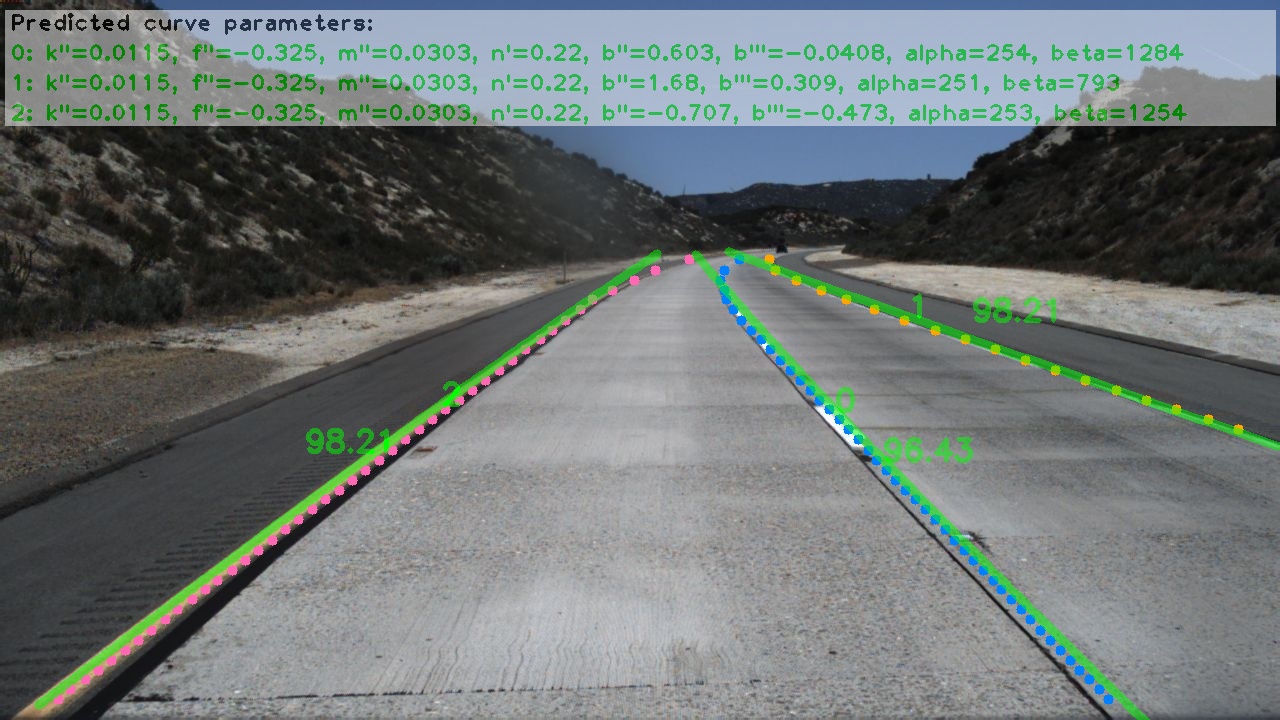 Predicted curve parameters:
0: k''=0.0115, f''=-0.325, m''=0.0303, n'=0.22, b''=0.603, b'''=-0.0408, alpha=254, beta=1284
1: k''=0.0115, f''=-0.325, m''=0.0303, n'=0.22, b''=1.68, b'''=0.309, alpha=251, beta=793
2: k''=0.0115, f''=-0.325, m''=0.0303, n'=0.22, b''=-0.707, b'''=-0.473, alpha=253, beta=1254
1 98.21
2
0
98.21
96.43